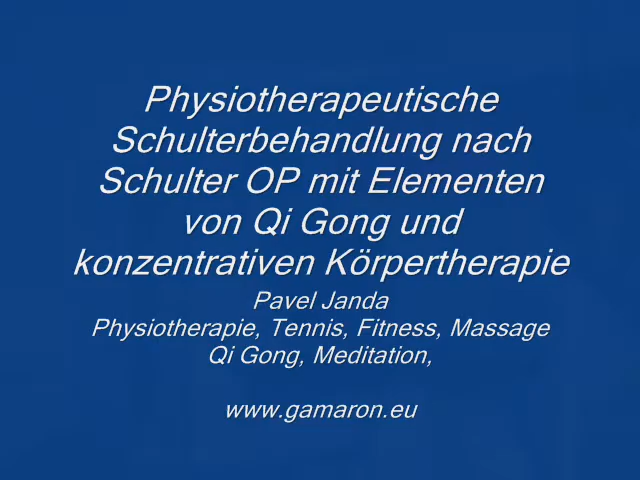 Physiotherapeutische
Schulterbehandlung nach
Schulter OP mit Elementen
von Qi Gong und
konzentrativen Körpertherapie
Pavel Janda
Physiotherapie, Tennis, Fitness, Massage
Qi Gong, Meditation,
www.gamaron.eu